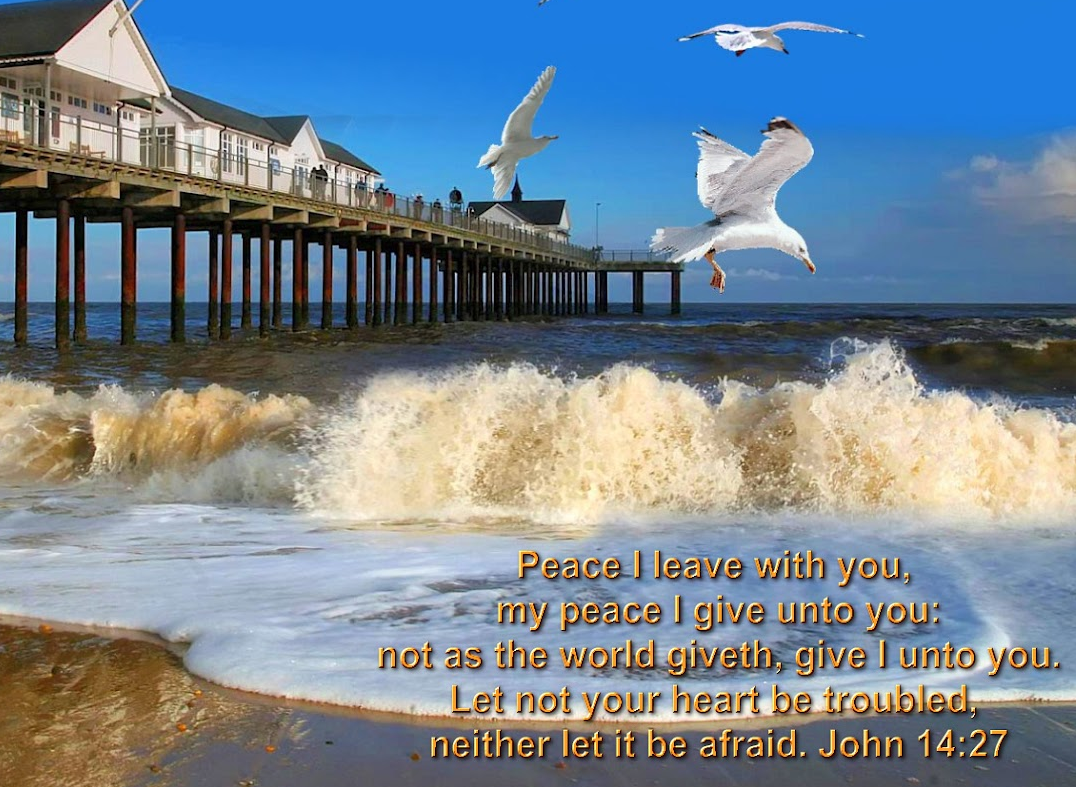 Peace I leave with you,
my peace I give unto you:
not as the world giveth, give I unto you.
Let not your heart be troubled,
neither let it be afraid. John 14:27